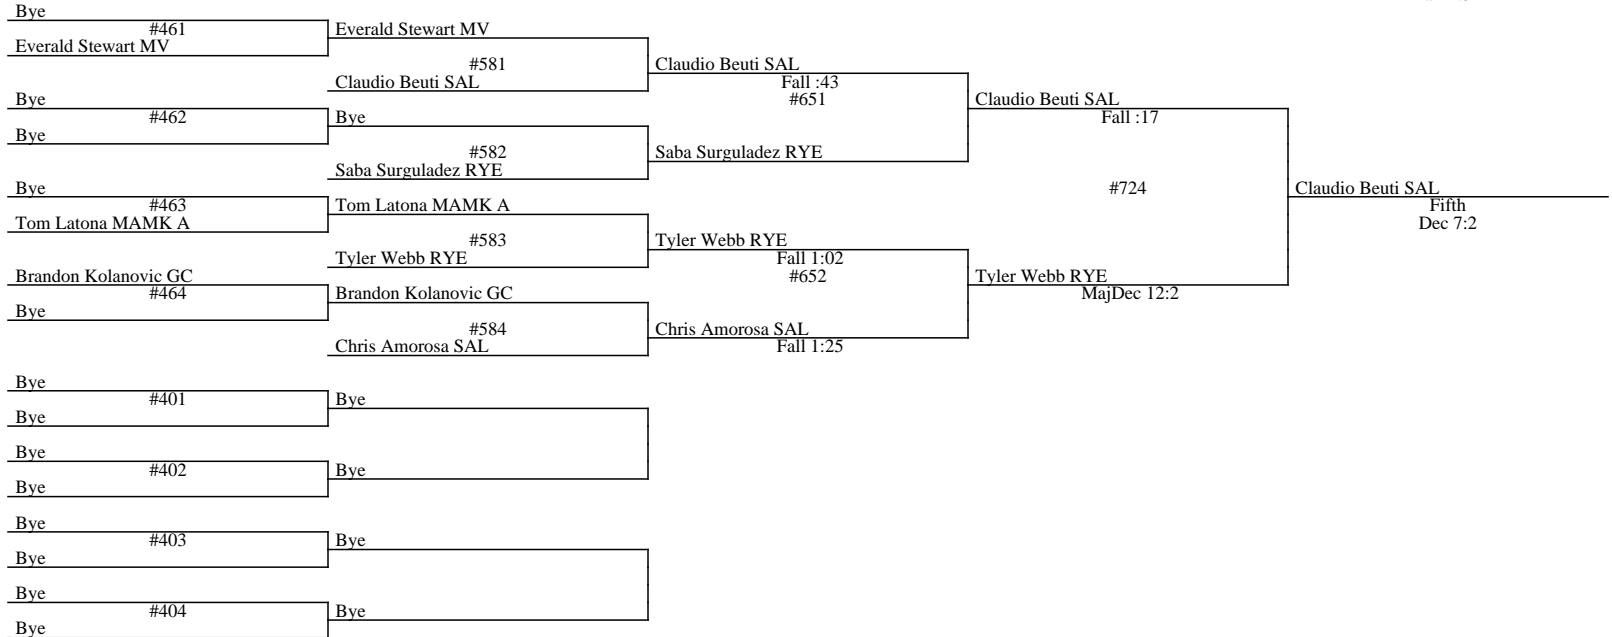 Bye
#461
Everald Stewart MV
Everald Stewart MV
#581
Claudio Beuti SAL
Claudio Beuti SAL
Fall :43
#651
Bye
#462
Bye
Bye
#582
Saba Surguladez RYE
Saba Surguladez RYE
Claudio Beuti SAL
Fall :17
#724
Claudio Beuti SAL
Fifth
Dec 7:2
Bye
#463
Tom Latona MAMK A
Tom Latona MAMK A
#583
Tyler Webb RYE
Tyler Webb RYE
Fall 1:02
#652
Tyler Webb RYE
MajDec 12:2
Brandon Kolanovic GC
#464
Bye
Brandon Kolanovic GC
#584
Chris Amorosa SAL
Chris Amorosa SAL
Fall 1:25
Bye
#401
Bye
Bye
Bye
#402
Bye
Bye
Bye
#403
Bye
Bye
Bye
#404
Bye
Bye